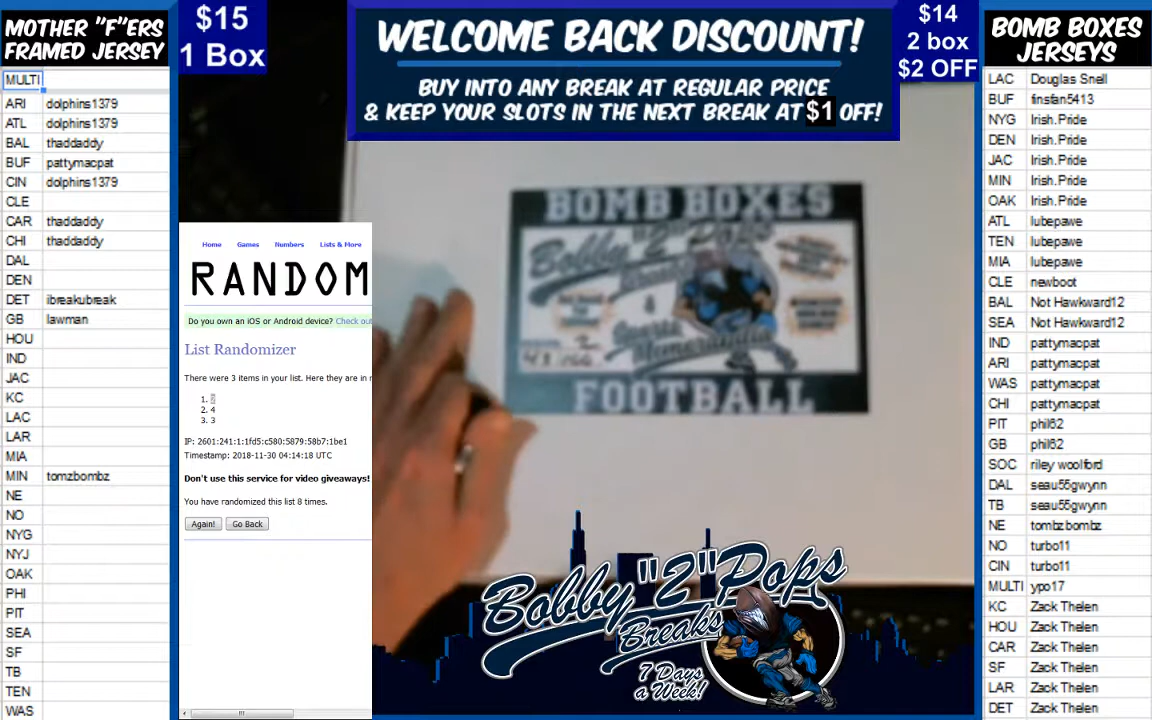 MOTHER "F"ERS
FRAMED JERSEY
MULTI
ARI dolphins1379
ATL dolphins1379
BAL thaddaddy
BUF pattymacpat
CIN dolphins1379
CLE
CAR thaddaddy
CHI thaddaddy
DAL
DEN
DET ibreakubreak
GB lawman
HOU
IND
JAC
KC
LAC
LAR
MIA
MIN tomzbombz
NE
NO
NYG
NYJ
OAK
PHI
PIT
SEA
SF
TB
TEN
WAS
$15
1 Box
WELCOME BACK DISCOUNT!
BUY INTO ANY BREAK AT REGULAR PRICE
& KEEP YOUR SLOTS IN THE NEXT BREAK AT $1 OFF!
$14
2 box
$2 OFF
Home Games Numbers Lists & More
RANDOM
Do you own an iOS or Android device? Check out
List Randomizer
There were 3 items in your list. Here they are in r
1.
2. 4
3. 3
IP: 2601:241:1:1fd5:c580:5879:58b7:1be1
Timestamp: 2018-11-30 04:14:18 UTC
Don't use this service for video giveaways!
You have randomized this list 8 times.
Again! Go Back
BOMB BOXES
Bobby "2" Pops
Breaks
4
Sports
Memorabilia
FOOTBALL
Bobby "2" Pops
Breaks
7 Days
a Week!
BOMB BOXES
JERSEYS
LAC Douglas Snell
BUF finsfan5413
NYG Irish.Pride
DEN Irish.Pride
JAC Irish.Pride
MIN Irish.Pride
OAK Irish.Pride
ATL lubepawe
TEN lubepawe
MIA lubepawe
CLE newboot
BAL Not Hawkward12
SEA Not Hawkward12
IND pattymacpat
ARI pattymacpat
WAS pattymacpat
CHI pattymacpat
PIT phil62
GB phil62
SOC riley woolford
DAL seau55gwynn
TB seau55gwynn
NE tombz.bombz
NO turbo11
CIN turbo11
MULTI ypo17
KC Zack Thelen
HOU Zack Thelen
CAR Zack Thelen
SF Zack Thelen
LAR Zack Thelen
DET Zack Thelen